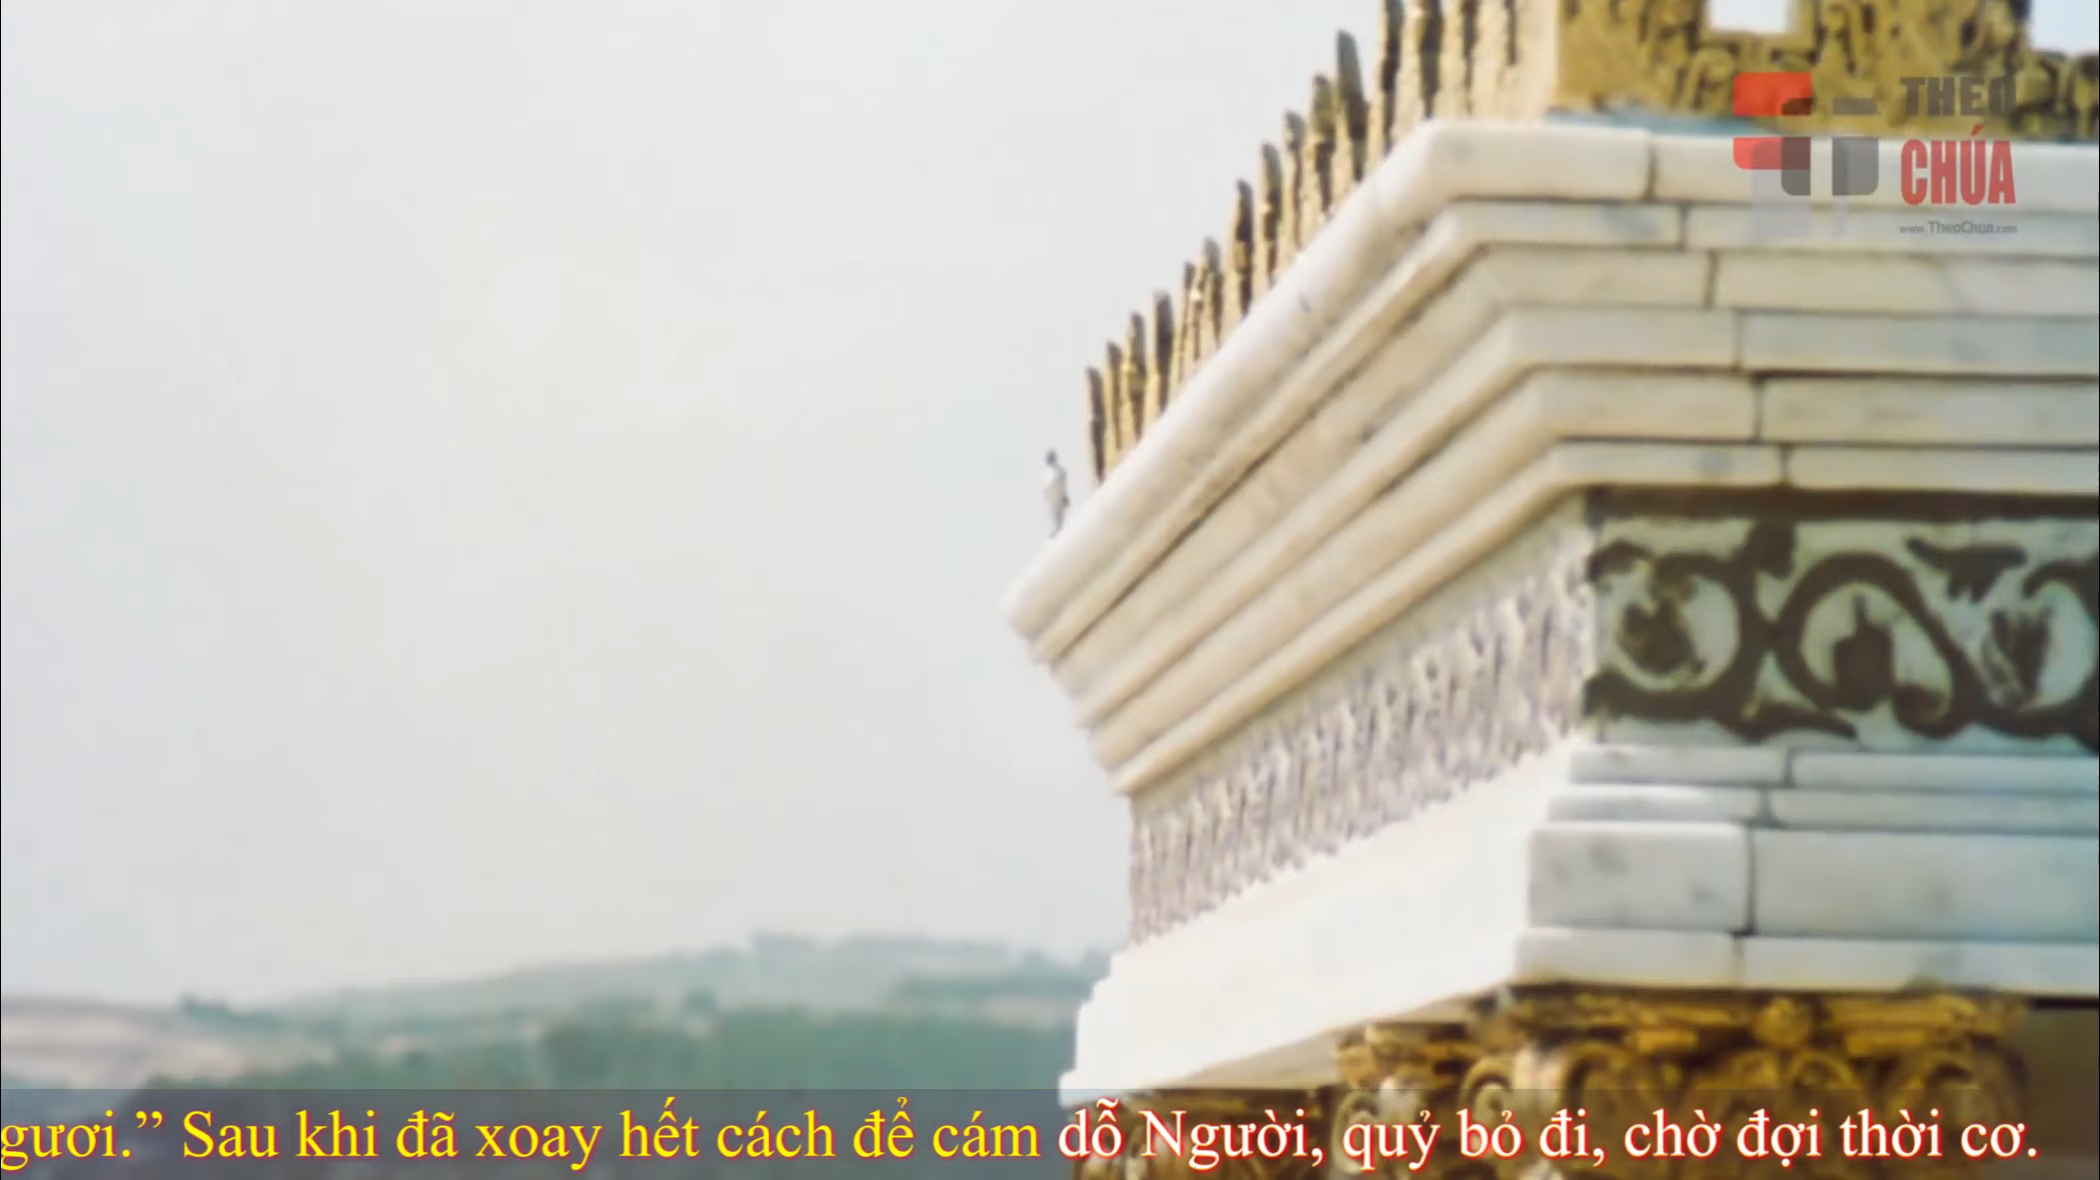 THEO
CHÚA
www.TheoChua.com
gươi.” Sau khi đã xoay hết cách để cám dỗ Người, quỷ bỏ đi, chờ đợi thời cơ.